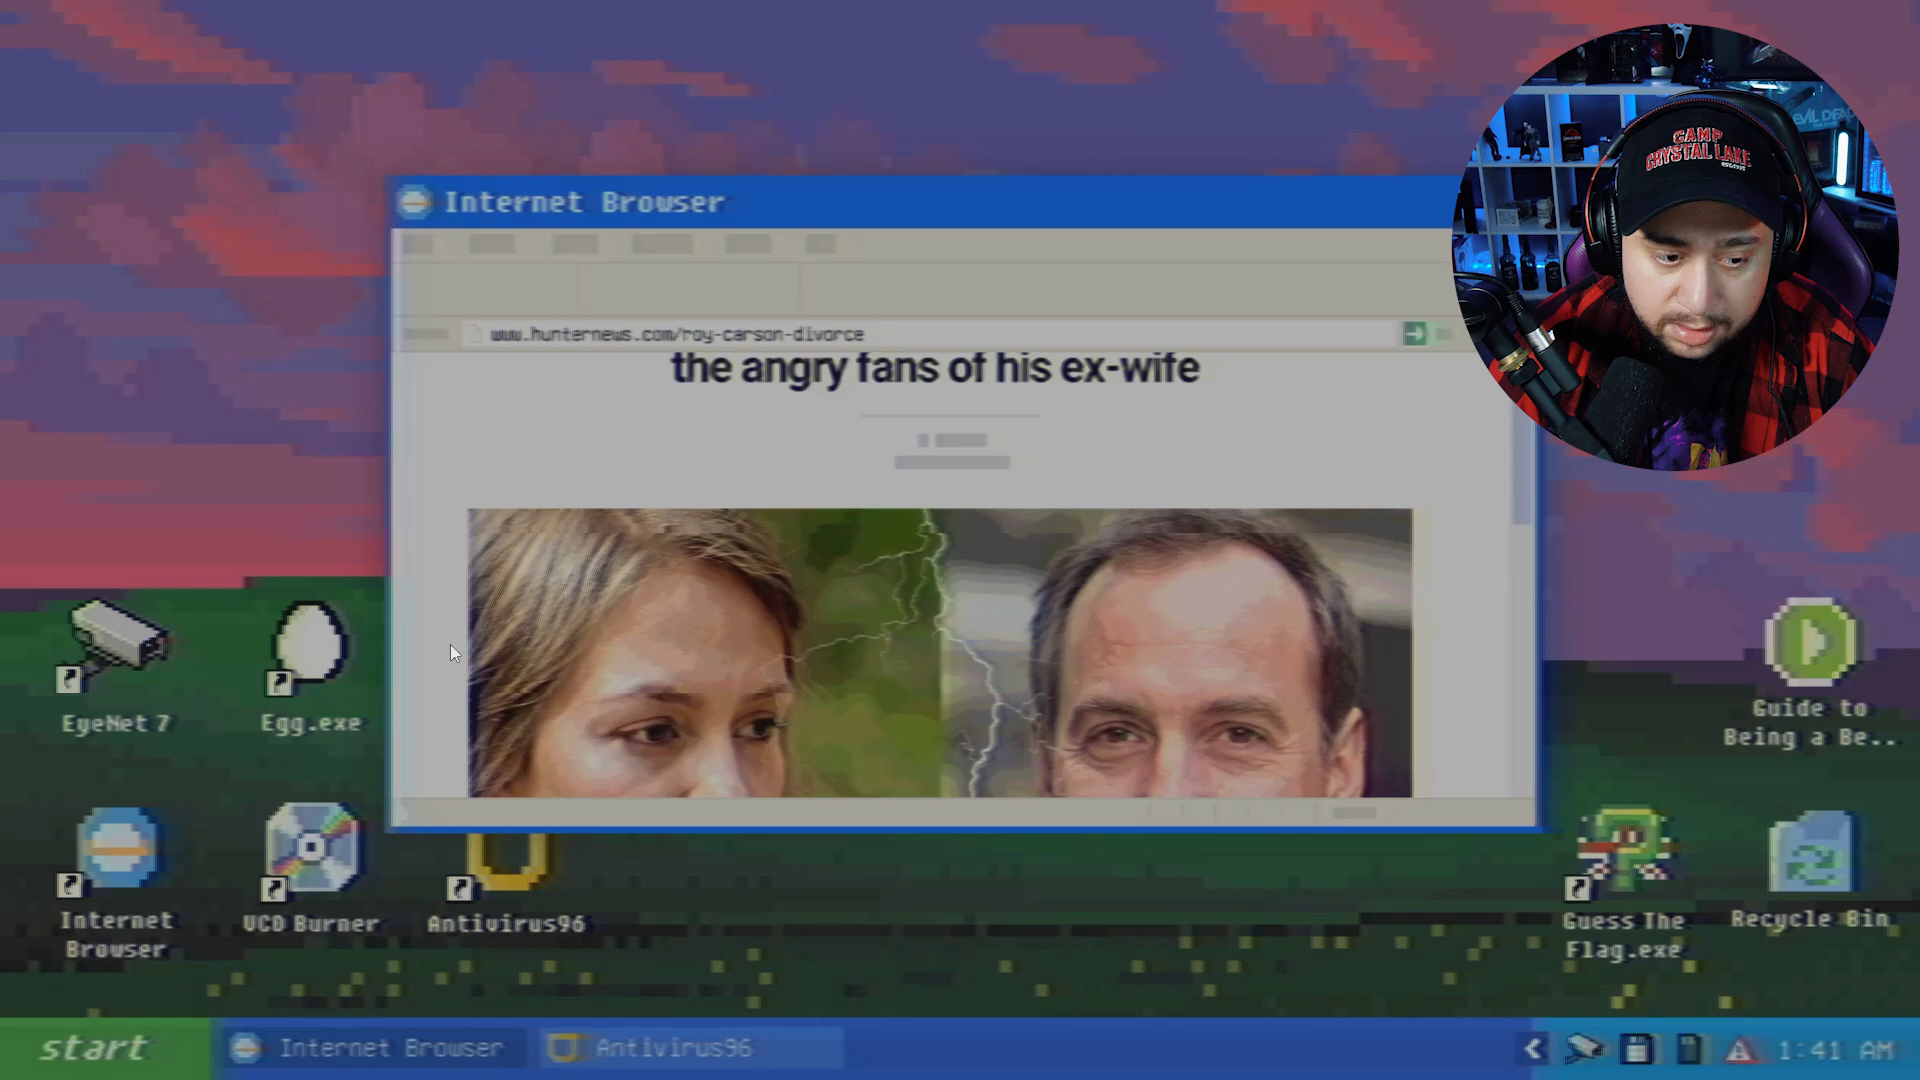 Internet Browser
www.hunternews.com/roy-carson-divorce
the angry fans of his ex-wife
CAMP
CRYSTAL LAKE
EyeNet 7
Egg.exe
Guide to
Being a Be..
Internet
Browser
VCD Burner
Antivirus96
Guess The
Flag.exe
Recycle Bin
start
Internet Browser
Antivirus96
1:41 AM